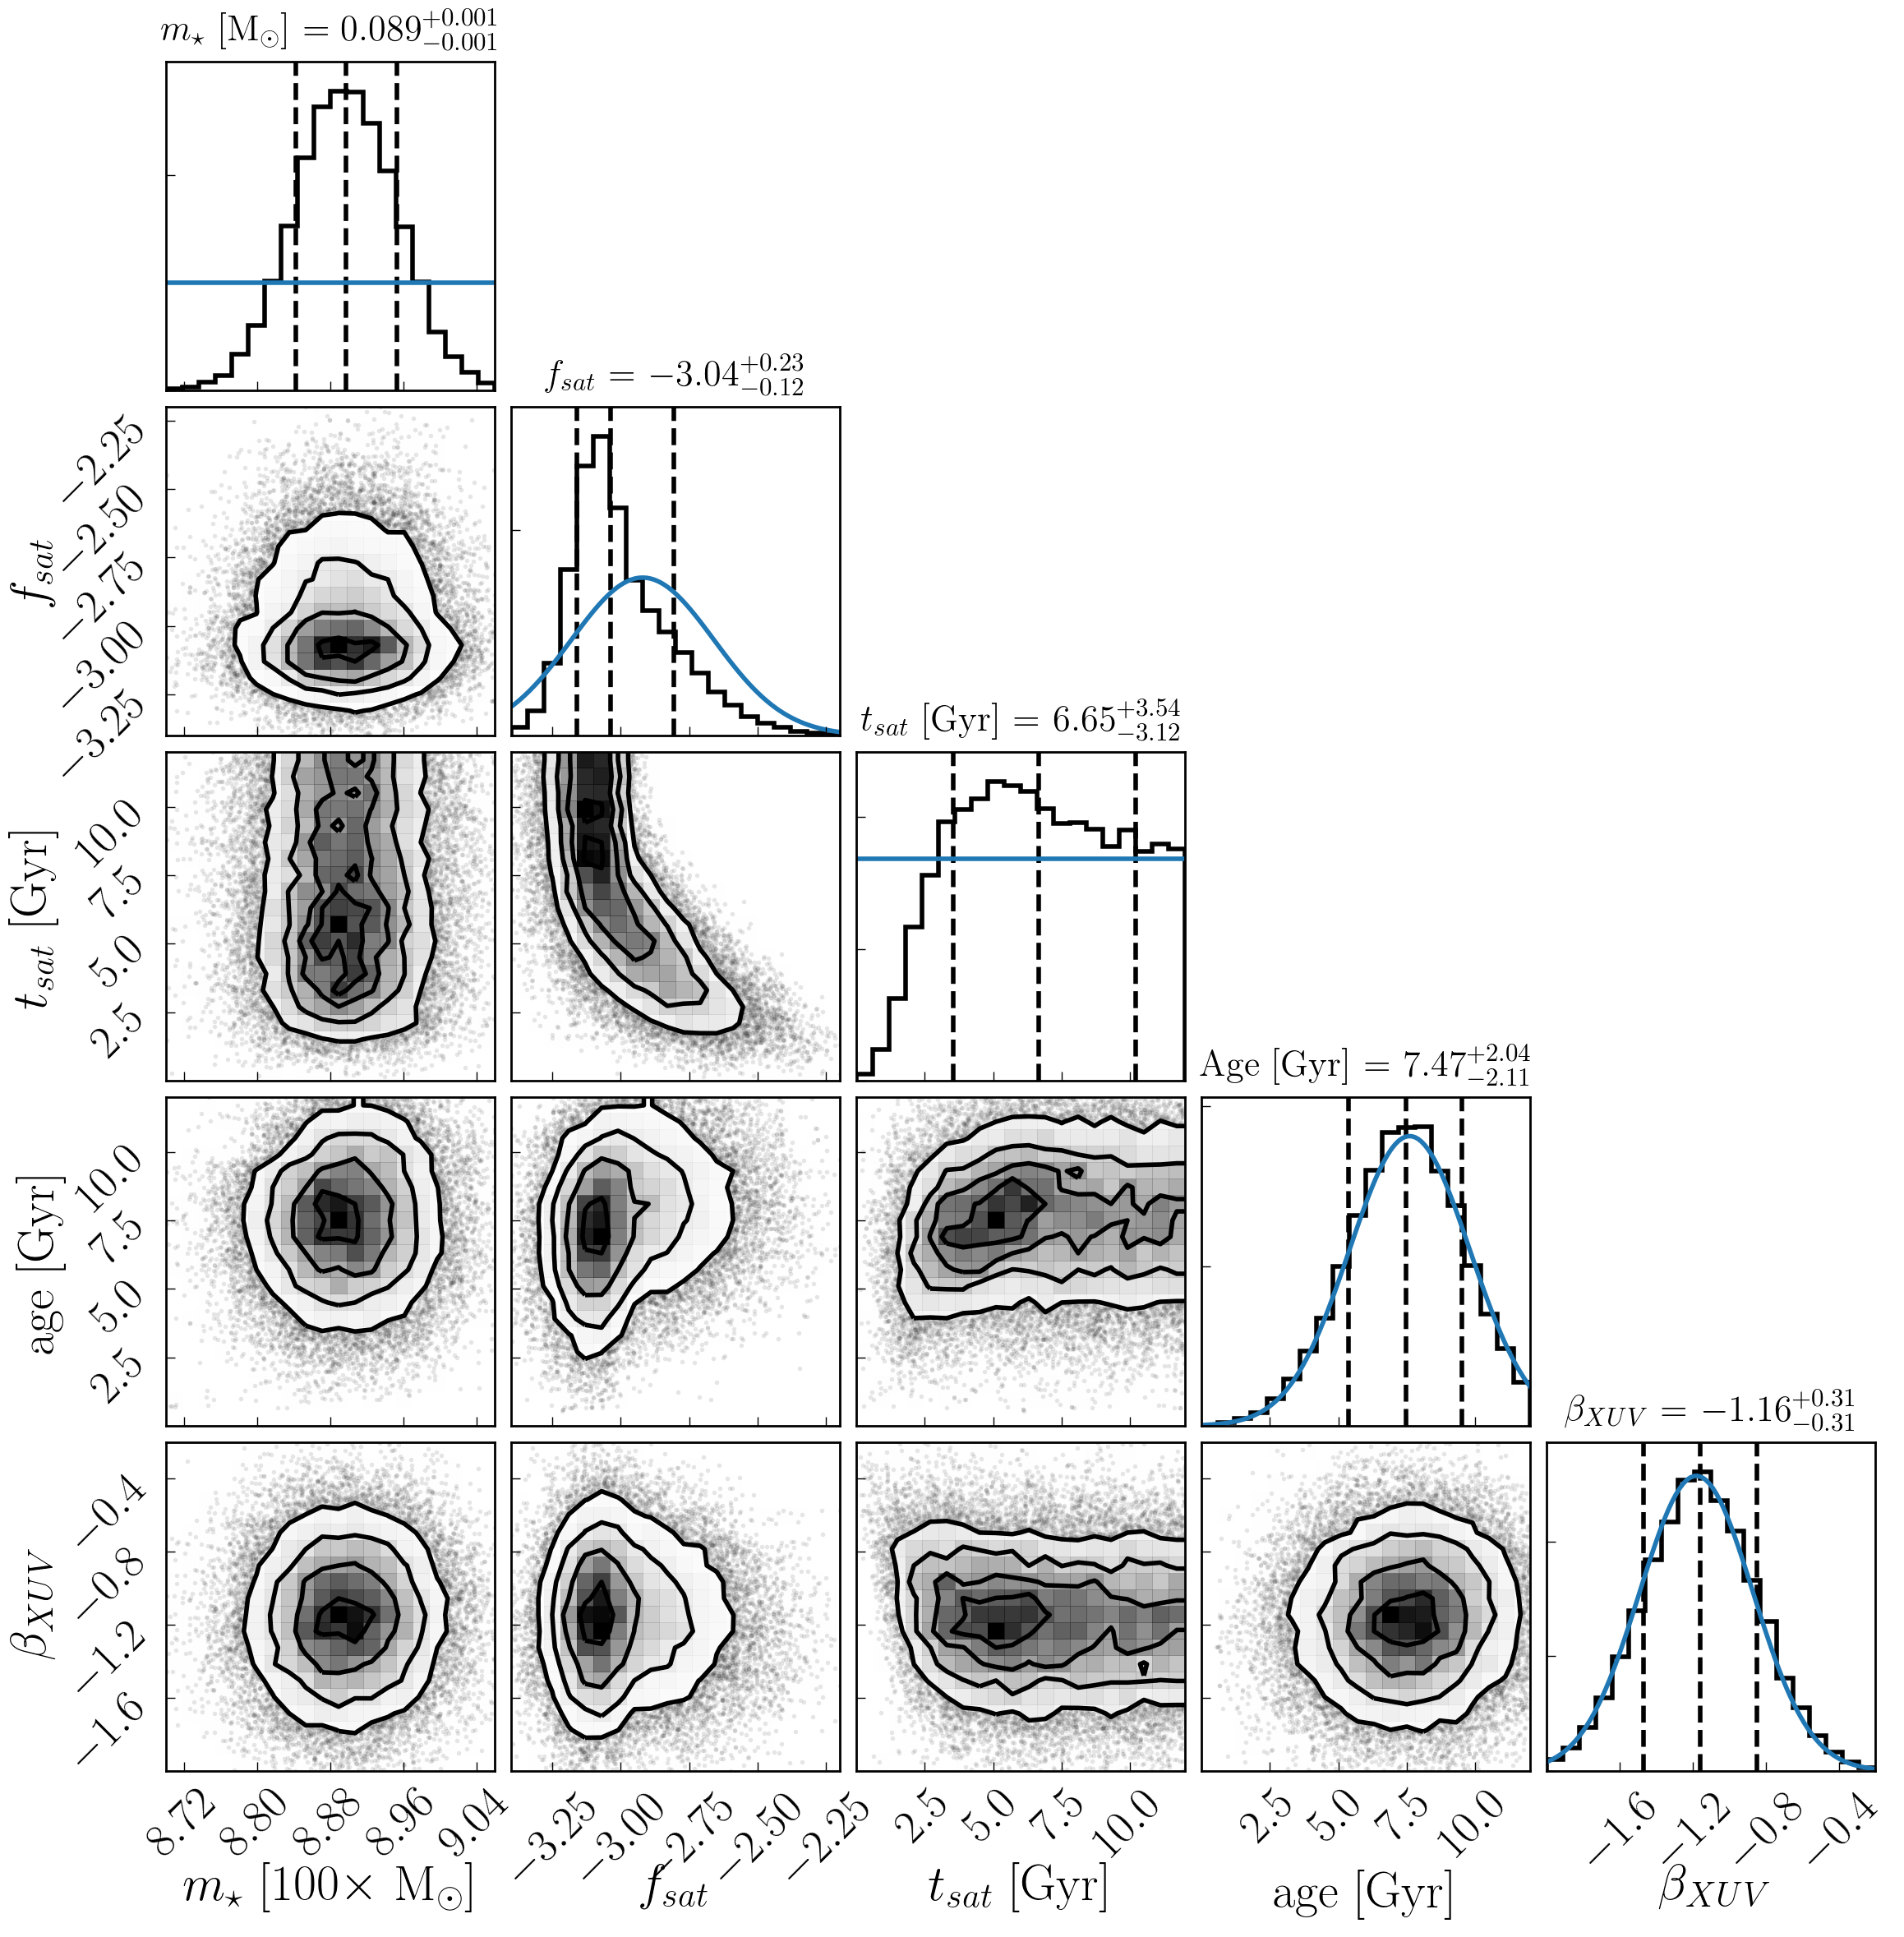 m⋆ [M⊙] = 0.089+0.001−0.001
fsat = −3.04+0.23−0.12
−2.25
−2.50
−2.75
−3.00
−3.25
fsat
tsat [Gyr] = 6.65+3.54−3.12
10.0
7.5
5.0
2.5
tsat [Gyr]
Age [Gyr] = 7.47+2.04−2.11
10.0
7.5
5.0
2.5
age [Gyr]
βXUV = −1.16+0.31−0.31
−0.4
−0.8
−1.2
−1.6
βXUV
8.72 8.80 8.88 8.96 9.04
−3.25 −3.00 −2.75 −2.50 −2.25
2.5 5.0 7.5 10.0
2.5 5.0 7.5 10.0
−1.6 −1.2 −0.8 −0.4
m⋆ [100× M⊙]
fsat
tsat [Gyr]
age [Gyr]
βXUV